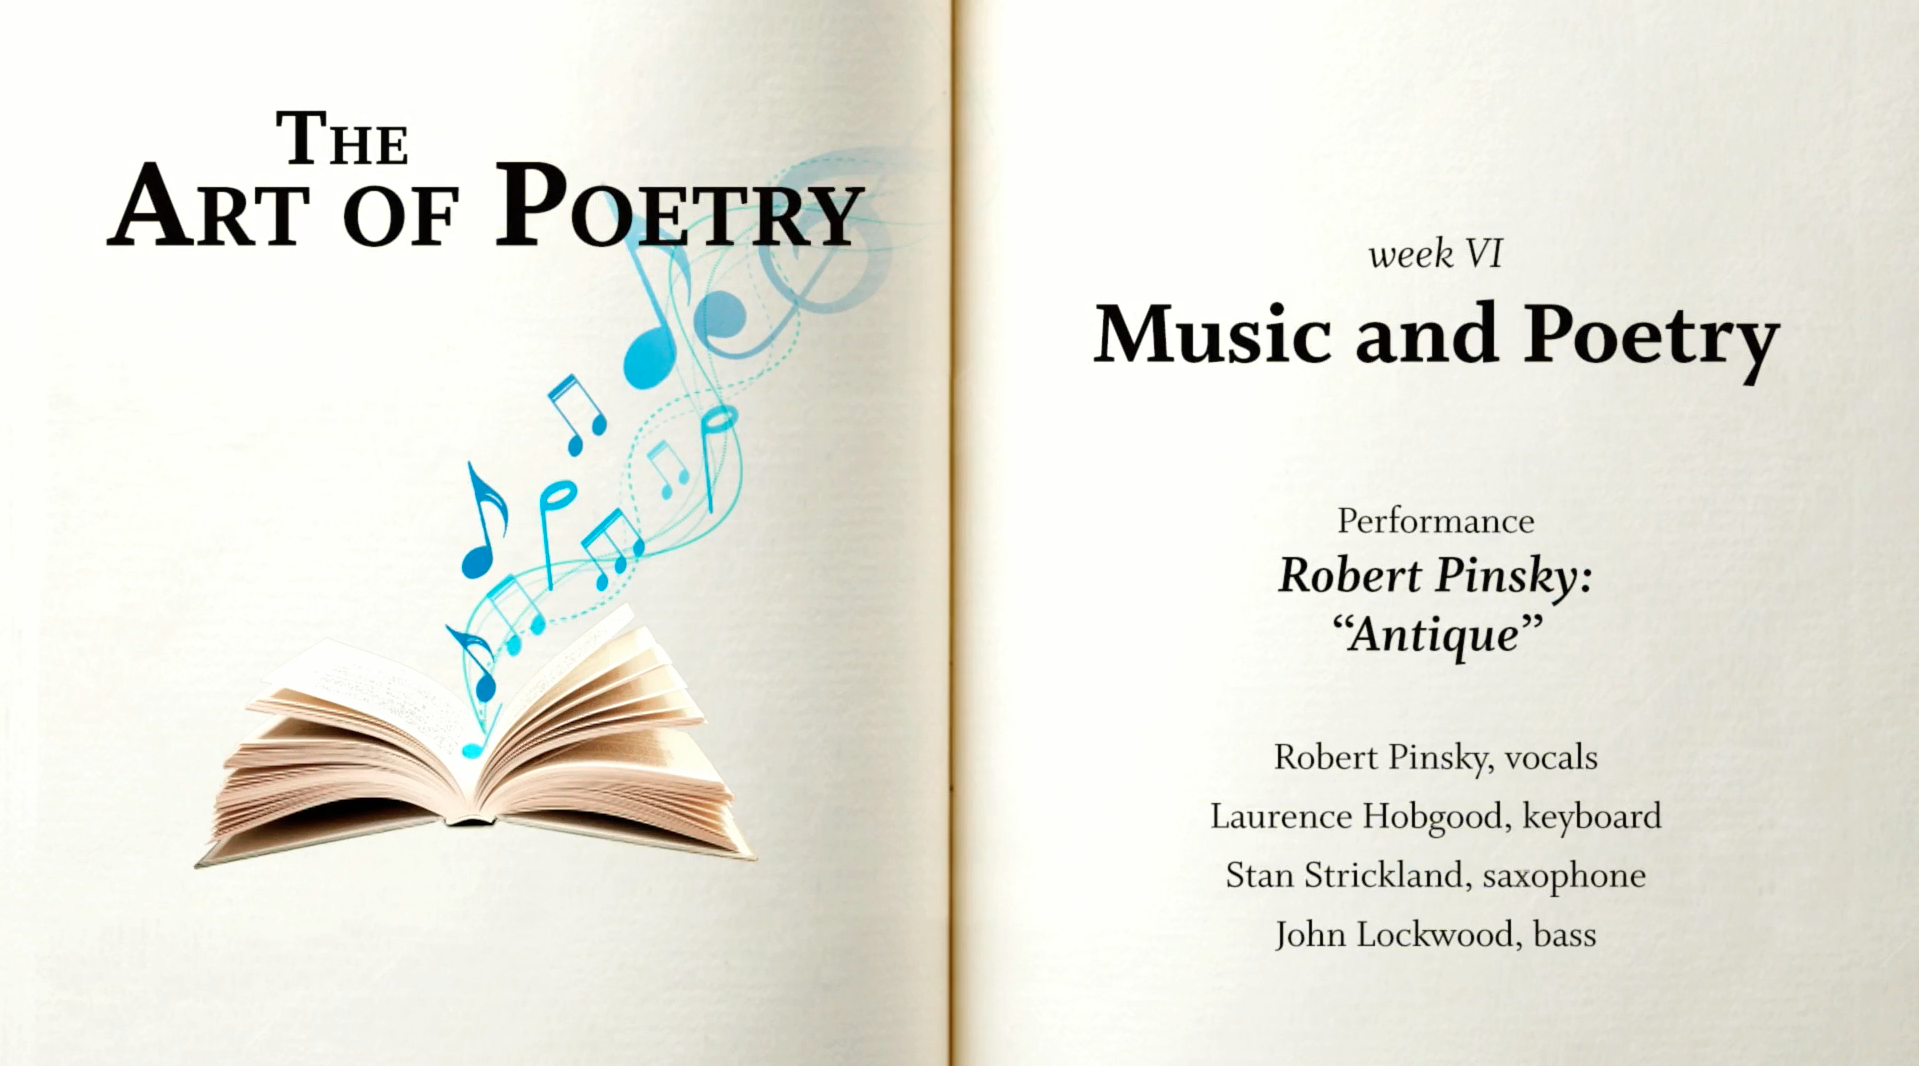 The
Art of Poetry
week VI
Music and Poetry
Performance
Robert Pinsky:
“Antique”
Robert Pinsky, vocals
Laurence Hobgood, keyboard
Stan Strickland, saxophone
John Lockwood, bass